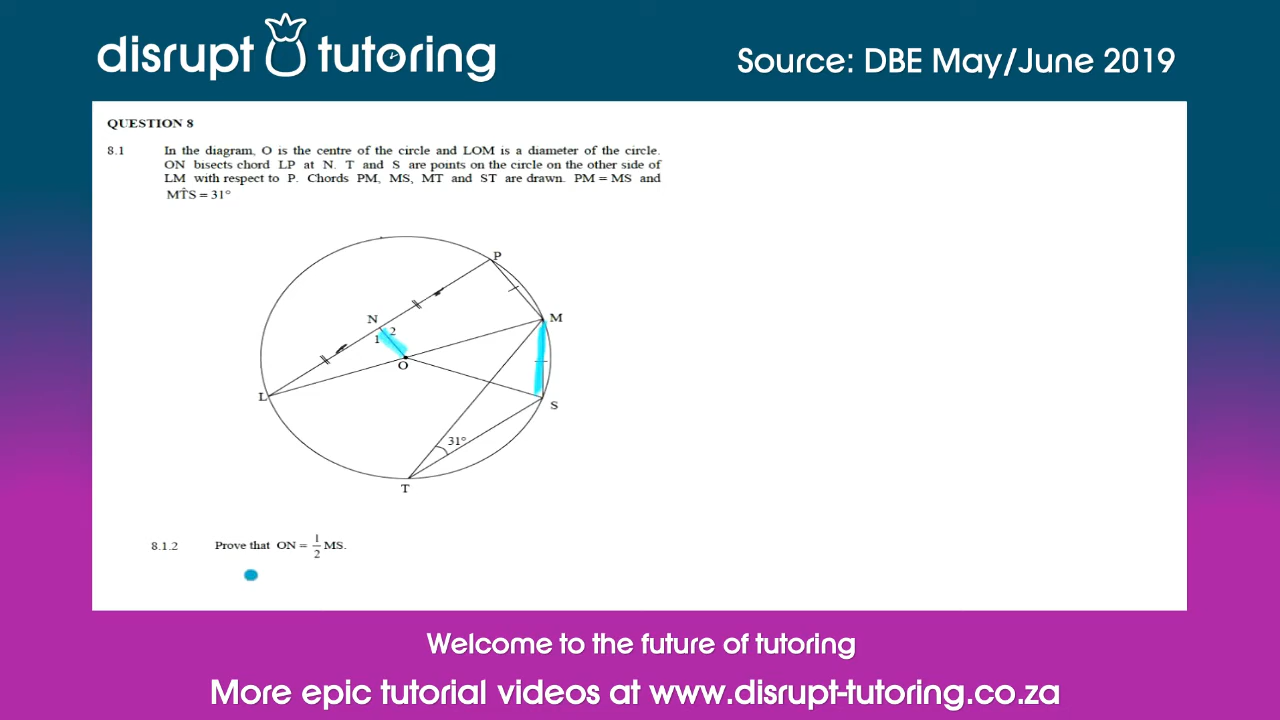 disrupt tutoring
Source: DBE May/June 2019
QUESTION 8
8.1 In the diagram, O is the centre of the circle and LOM is a diameter of the circle.
ON bisects chord LP at N. T and S are points on the circle on the other side of
LM with respect to P. Chords PM, MS, MT and ST are drawn. PM = MS and
MT̂S = 31°
P
N
2
M
1
O
L
S
31°
T
8.1.2 Prove that ON = 1/2 MS.
Welcome to the future of tutoring
More epic tutorial videos at www.disrupt-tutoring.co.za